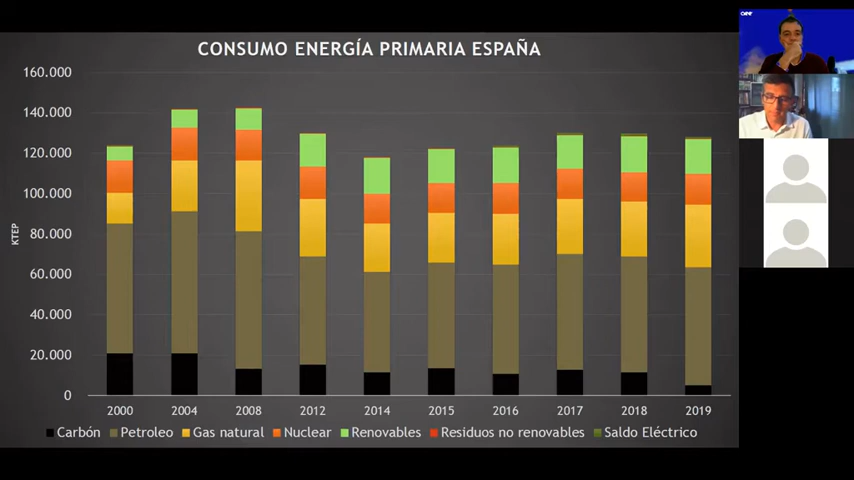 CONSUMO ENERGÍA PRIMARIA ESPAÑA
160.000
140.000
120.000
100.000
80.000
60.000
40.000
20.000
0
KTEP
2000 2004 2008 2012 2014 2015 2016 2017 2018 2019
Carbón Petroleo Gas natural Nuclear Renovables Residuos no renovables Saldo Eléctrico